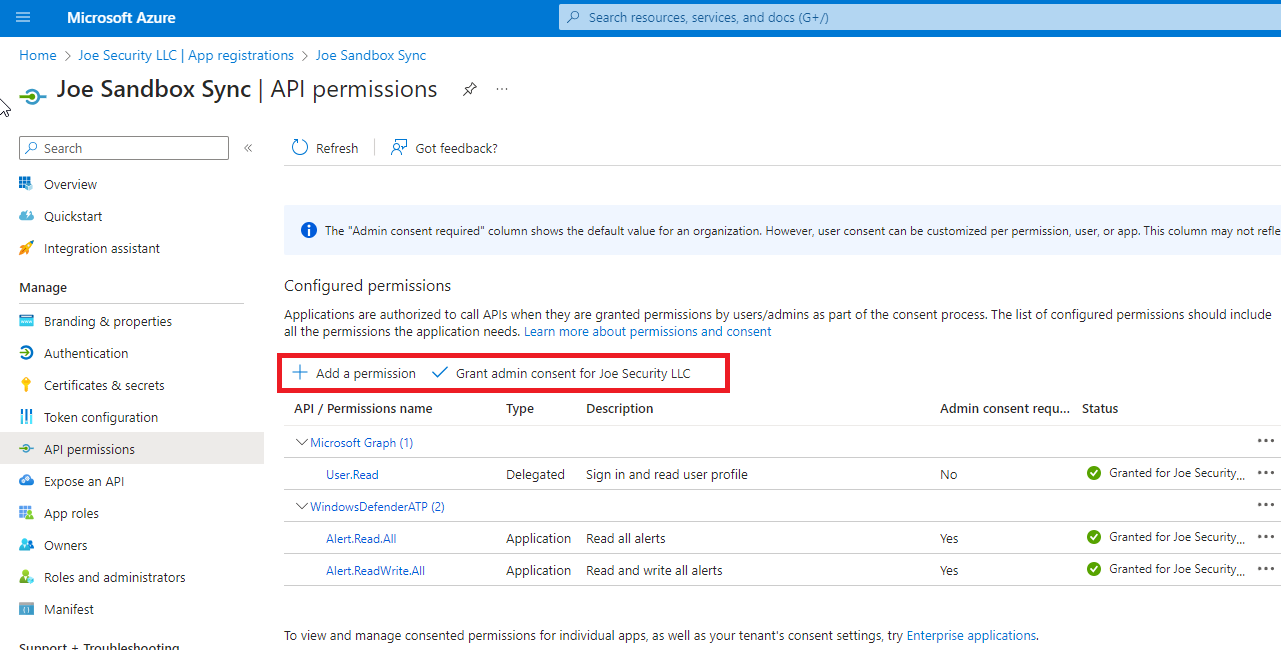 Microsoft Azure
Search resources, services, and docs (G+/)
Home > Joe Security LLC | App registrations > Joe Sandbox Sync
Joe Sandbox Sync | API permissions
Search
Refresh
Got feedback?
Overview
Quickstart
Integration assistant
Manage
Branding & properties
Authentication
Certificates & secrets
Token configuration
API permissions
Expose an API
App roles
Owners
Roles and administrators
Manifest
Support + Troubleshooting
The "Admin consent required" column shows the default value for an organization. However, user consent can be customized per permission, user, or app. This column may not refle
Configured permissions
Applications are authorized to call APIs when they are granted permissions by users/admins as part of the consent process. The list of configured permissions should include
all the permissions the application needs. Learn more about permissions and consent
Add a permission
Grant admin consent for Joe Security LLC
API / Permissions name Type Description Admin consent requ... Status
Microsoft Graph (1)
User.Read Delegated Sign in and read user profile No Granted for Joe Security...
WindowsDefenderATP (2)
Alert.Read.All Application Read all alerts Yes Granted for Joe Security...
Alert.ReadWrite.All Application Read and write all alerts Yes Granted for Joe Security...
To view and manage consented permissions for individual apps, as well as your tenant's consent settings, try Enterprise applications.